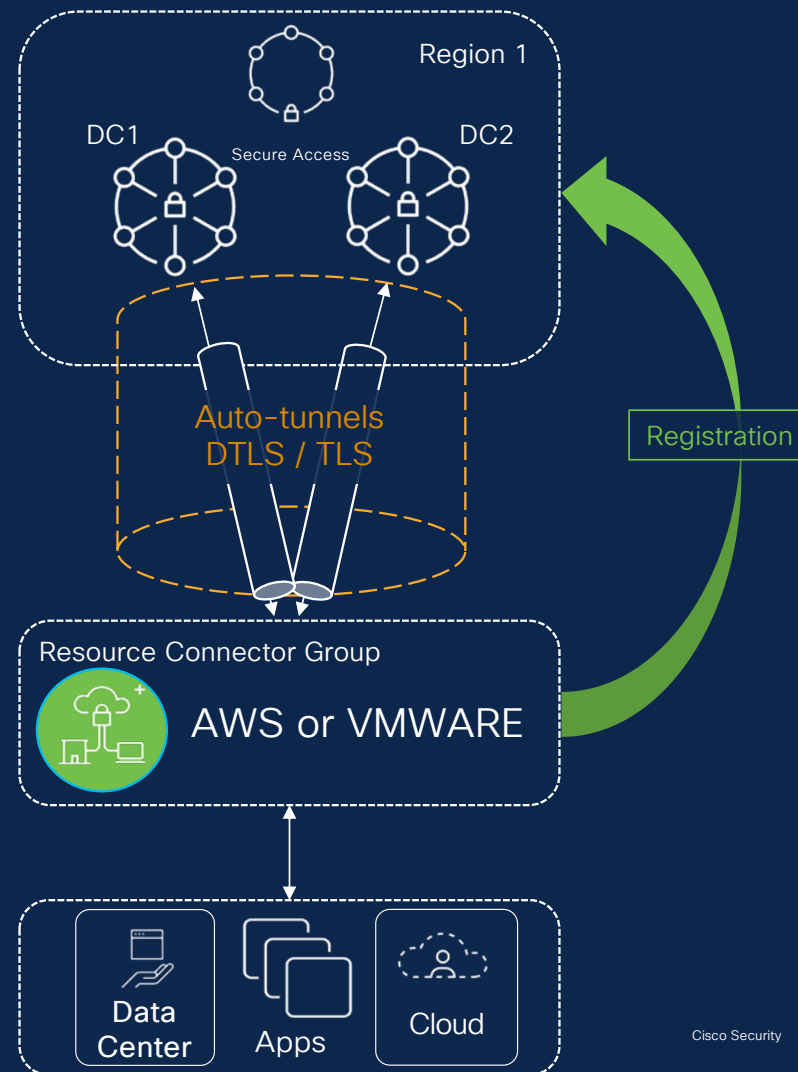 Region 1
DC1
DC2
Secure Access
Auto-tunnels
DTLS / TLS
Registration
Resource Connector Group
AWS or VMWARE
Data
Center
Apps
Cloud
Cisco Security